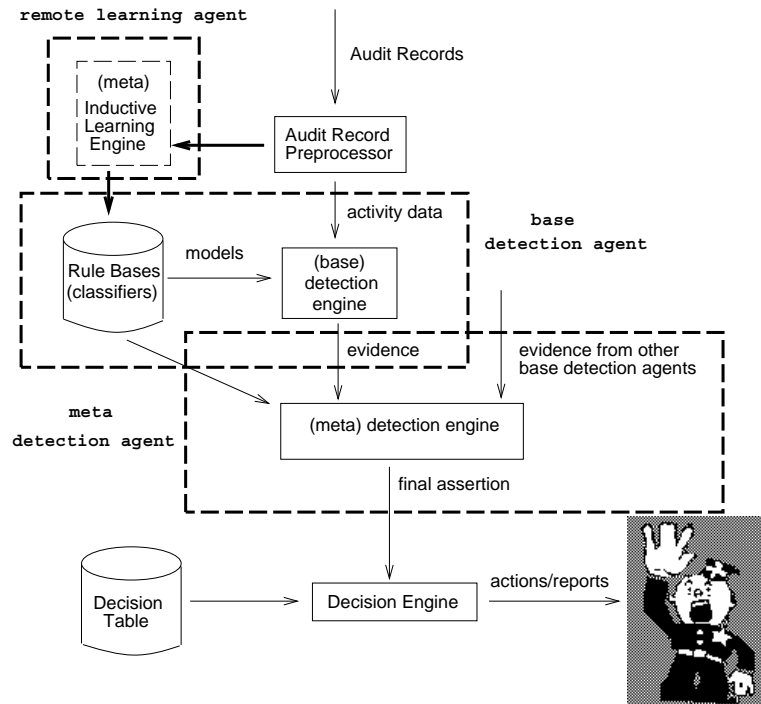 remote learning agent
Audit Records
(meta)
Inductive
Learning
Engine
Audit Record
Preprocessor
activity data
base
detection agent
models
Rule Bases
(classifiers)
(base)
detection
engine
evidence
evidence from other
base detection agents
meta
detection agent
(meta) detection engine
final assertion
Decision
Table
Decision Engine
actions/reports